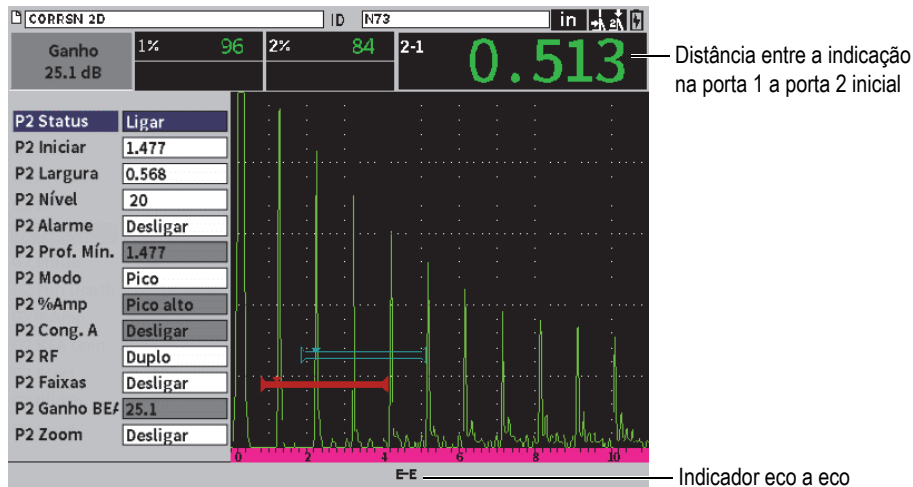 CORRSN 2D ID N73 in
Ganho
25.1 dB
1% 96
2% 84
2-1 0.513
Distância entre a indicação
na porta 1 a porta 2 inicial
P2 Status Ligar
P2 Iniciar 1.477
P2 Largura 0.568
P2 Nível 20
P2 Alarme Desligar
P2 Prof. Mín. 1.477
P2 Modo Pico
P2 %Amp Pico alto
P2 Cong. A Desligar
P2 RF Duplo
P2 Faixas Desligar
P2 Ganho BEA 25.1
P2 Zoom Desligar
0 2 4 6 8 10
E-E
Indicador eco a eco